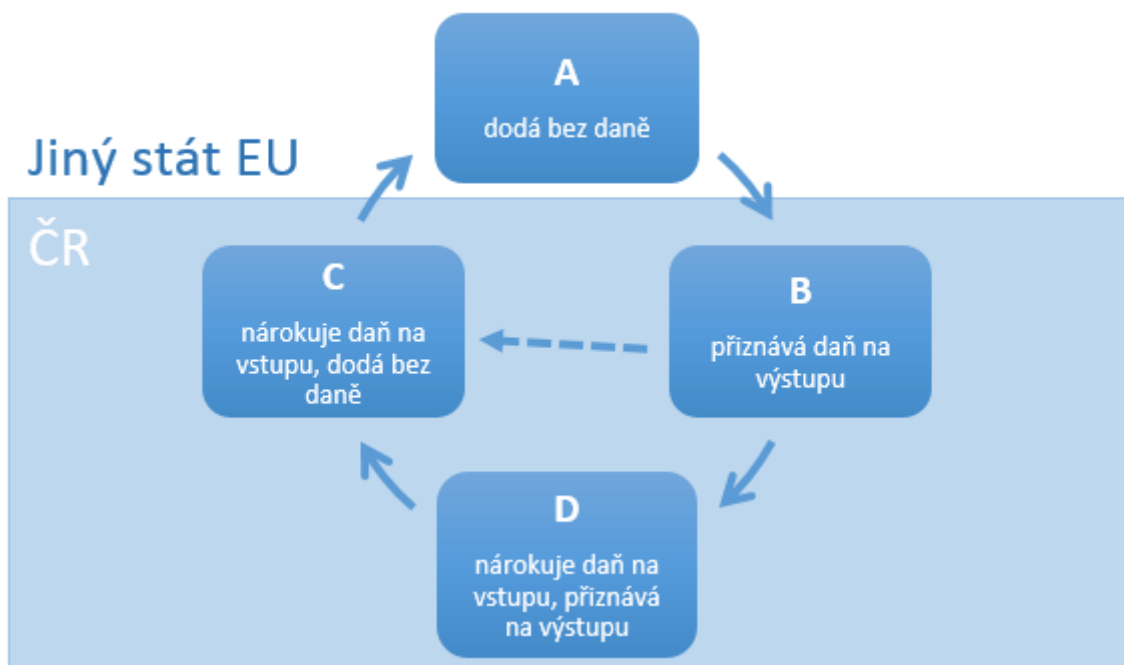 A
dodá bez daně
Jiný stát EU
ČR
C
nárokuje daň na
vstupu, dodá bez
daně
B
přiznává daň na
výstupu
D
nárokuje daň na
vstupu, přiznává
na výstupu